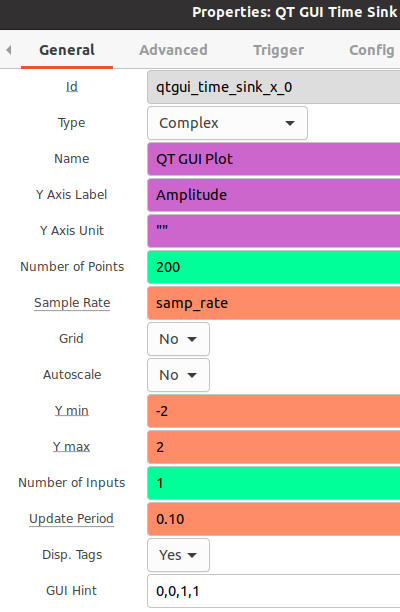 Properties: QT GUI Time Sink
General Advanced Trigger Config
Id qtgui_time_sink_x_0
Type Complex
Name QT GUI Plot
Y Axis Label Amplitude
Y Axis Unit ""
Number of Points 200
Sample Rate samp_rate
Grid No
Autoscale No
Y min -2
Y max 2
Number of Inputs 1
Update Period 0.10
Disp. Tags Yes
GUI Hint 0,0,1,1